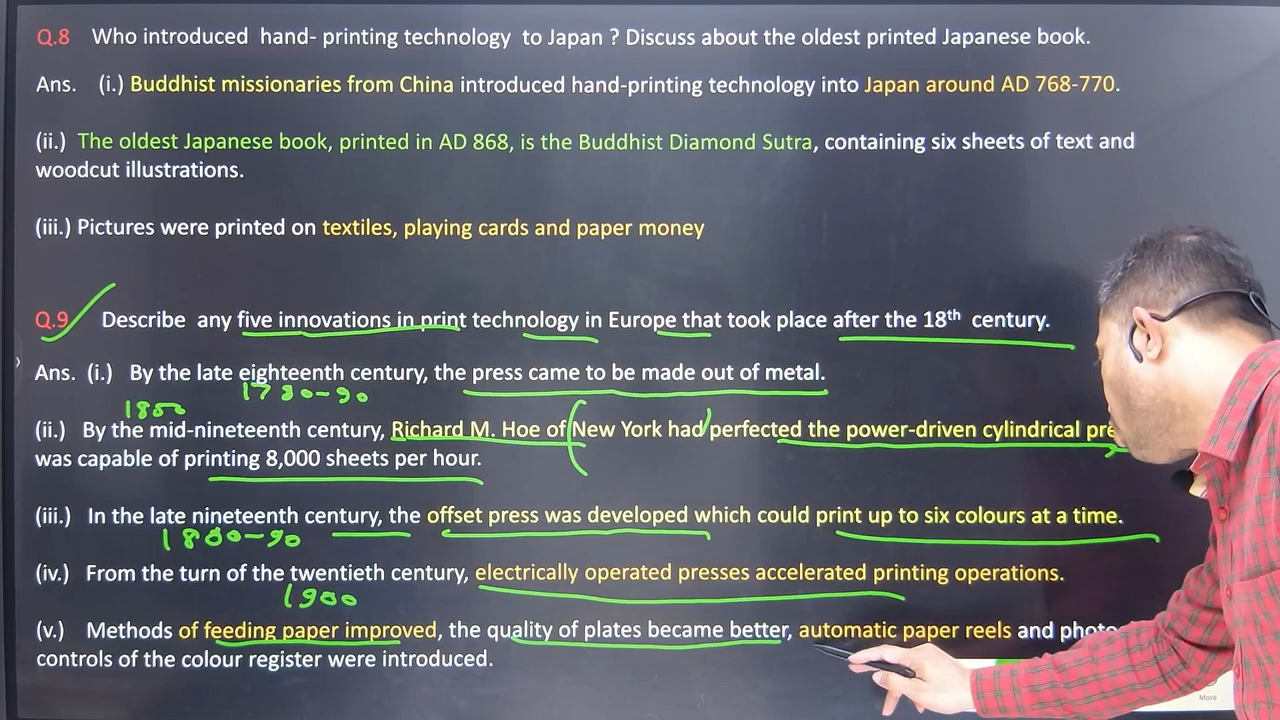 Q.8 Who introduced hand- printing technology to Japan ? Discuss about the oldest printed Japanese book.
Ans. (i.) Buddhist missionaries from China introduced hand-printing technology into Japan around AD 768-770.
(ii.) The oldest Japanese book, printed in AD 868, is the Buddhist Diamond Sutra, containing six sheets of text and
woodcut illustrations.
(iii.) Pictures were printed on textiles, playing cards and paper money
Q.9 Describe any five innovations in print technology in Europe that took place after the 18th century.
Ans. (i.) By the late eighteenth century, the press came to be made out of metal.
1780-90
1850
(ii.) By the mid-nineteenth century, Richard M. Hoe of New York had perfected the power-driven cylindrical
was capable of printing 8,000 sheets per hour.
(iii.) In the late nineteenth century, the offset press was developed which could print up to six colours at a time.
1880-90
(iv.) From the turn of the twentieth century, electrically operated presses accelerated printing operations.
1900
(v.) Methods of feeding paper improved, the quality of plates became better, automatic paper reels and
controls of the colour register were introduced.
More